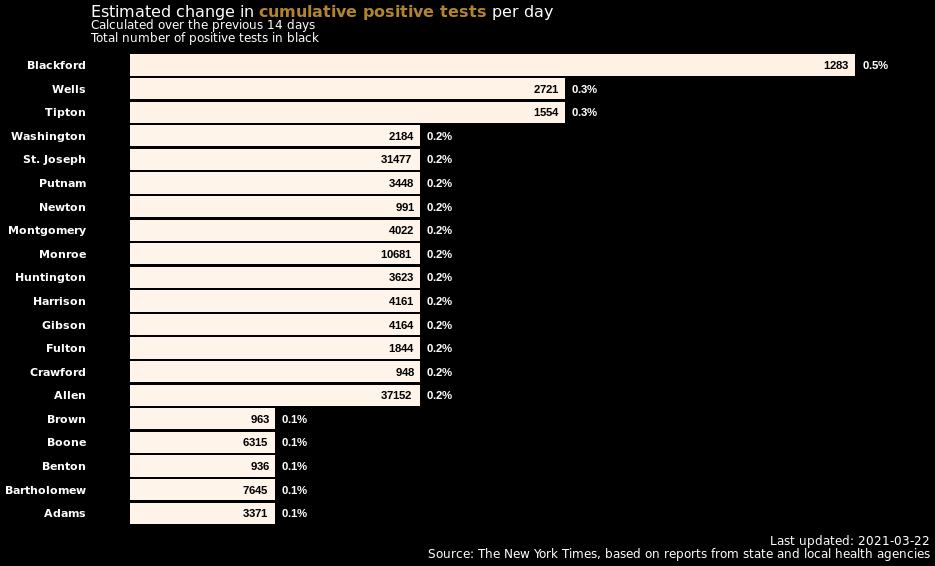 Estimated change in cumulative positive tests per day
Calculated over the previous 14 days
Total number of positive tests in black
Blackford 1283 0.5%
Wells 2721 0.3%
Tipton 1554 0.3%
Washington 2184 0.2%
St. Joseph 31477 0.2%
Putnam 3448 0.2%
Newton 991 0.2%
Montgomery 4022 0.2%
Monroe 10681 0.2%
Huntington 3623 0.2%
Harrison 4161 0.2%
Gibson 4164 0.2%
Fulton 1844 0.2%
Crawford 948 0.2%
Allen 37152 0.2%
Brown 963 0.1%
Boone 6315 0.1%
Benton 936 0.1%
Bartholomew 7645 0.1%
Adams 3371 0.1%
Last updated: 2021-03-22
Source: The New York Times, based on reports from state and local health agencies